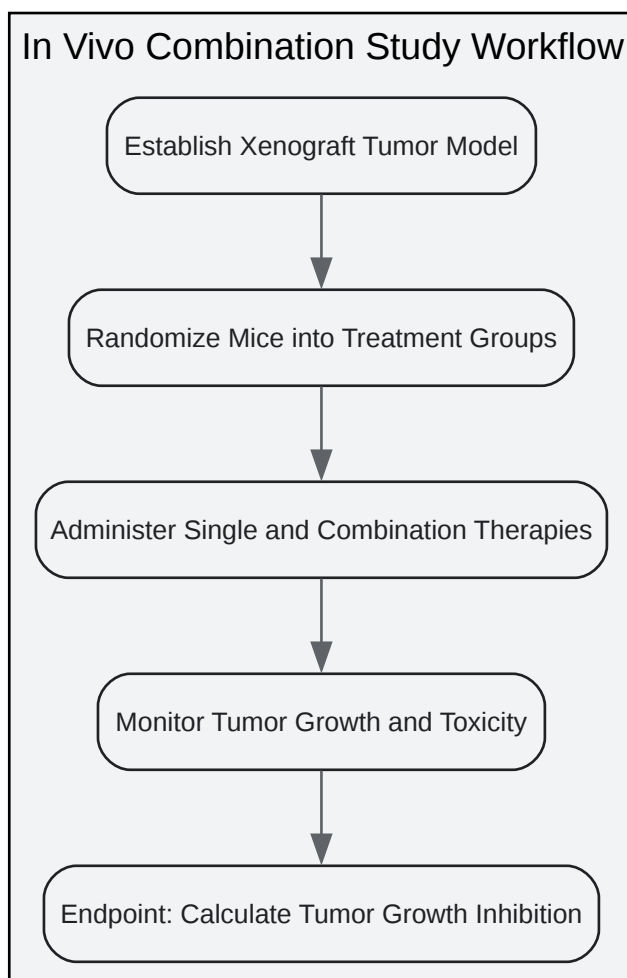 In Vivo Combination Study Workflow
Establish Xenograft Tumor Model
Randomize Mice into Treatment Groups
Administer Single and Combination Therapies
Monitor Tumor Growth and Toxicity
Endpoint: Calculate Tumor Growth Inhibition